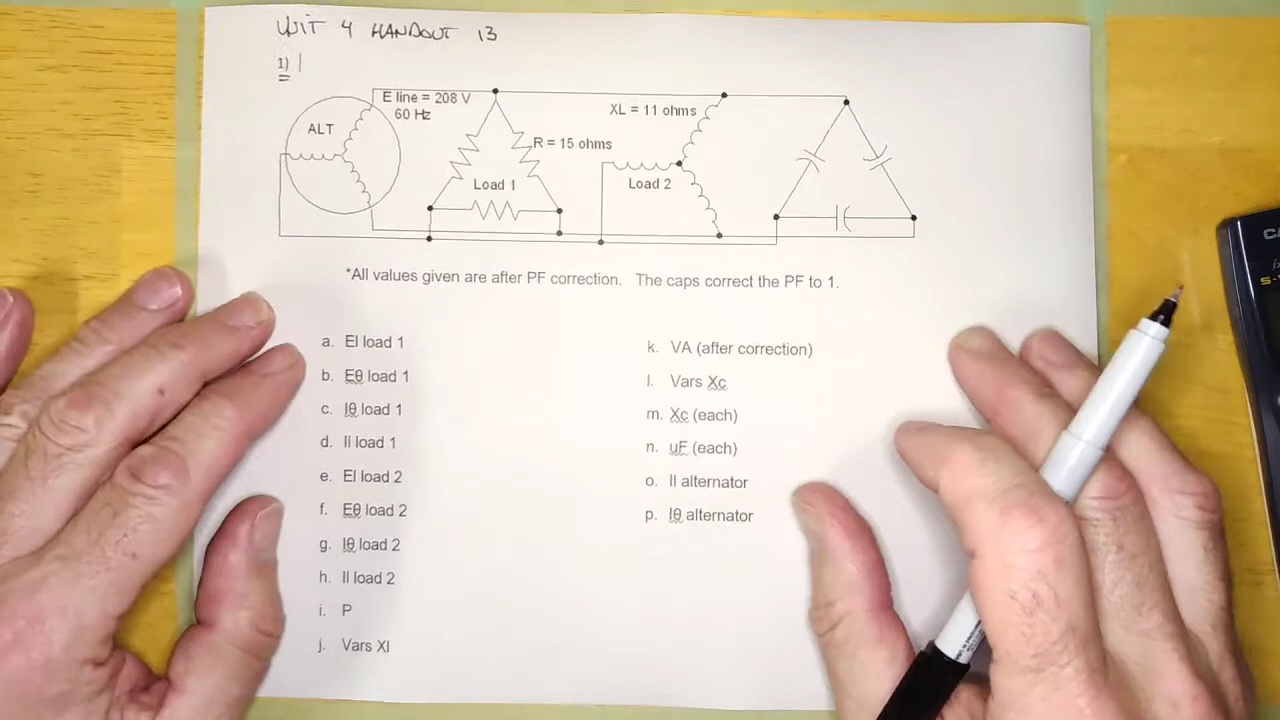 UNIT 4 HANDOUT 13
1)
E line = 208 V
60 Hz
ALT
R = 15 ohms
Load 1
XL = 11 ohms
Load 2
*All values given are after PF correction. The caps correct the PF to 1.
a. El load 1
b. Eθ load 1
c. Iθ load 1
d. Il load 1
e. El load 2
f. Eθ load 2
g. Iθ load 2
h. Il load 2
i. P
j. Vars Xl
k. VA (after correction)
l. Vars Xc
m. Xc (each)
n. uF (each)
o. Il alternator
p. Iθ alternator